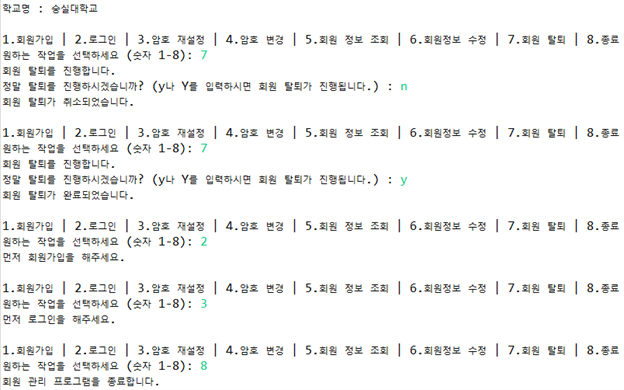 학교명 : 숭실대학교
1.회원가입 | 2.로그인 | 3.암호 재설정 | 4.암호 변경 | 5.회원 정보 조회 | 6.회원정보 수정 | 7.회원 탈퇴 | 8.종료
원하는 작업을 선택하세요 (숫자 1-8): 7
회원 탈퇴를 진행합니다.
정말 탈퇴를 진행하시겠습니까? (y나 Y를 입력하시면 회원 탈퇴가 진행됩니다.) : n
회원 탈퇴가 취소되었습니다.
1.회원가입 | 2.로그인 | 3.암호 재설정 | 4.암호 변경 | 5.회원 정보 조회 | 6.회원정보 수정 | 7.회원 탈퇴 | 8.종료
원하는 작업을 선택하세요 (숫자 1-8): 7
회원 탈퇴를 진행합니다.
정말 탈퇴를 진행하시겠습니까? (y나 Y를 입력하시면 회원 탈퇴가 진행됩니다.) : y
회원 탈퇴가 완료되었습니다.
1.회원가입 | 2.로그인 | 3.암호 재설정 | 4.암호 변경 | 5.회원 정보 조회 | 6.회원정보 수정 | 7.회원 탈퇴 | 8.종료
원하는 작업을 선택하세요 (숫자 1-8): 2
먼저 회원가입을 해주세요.
1.회원가입 | 2.로그인 | 3.암호 재설정 | 4.암호 변경 | 5.회원 정보 조회 | 6.회원정보 수정 | 7.회원 탈퇴 | 8.종료
원하는 작업을 선택하세요 (숫자 1-8): 3
먼저 로그인을 해주세요.
1.회원가입 | 2.로그인 | 3.암호 재설정 | 4.암호 변경 | 5.회원 정보 조회 | 6.회원정보 수정 | 7.회원 탈퇴 | 8.종료
원하는 작업을 선택하세요 (숫자 1-8): 8
회원 관리 프로그램을 종료합니다.